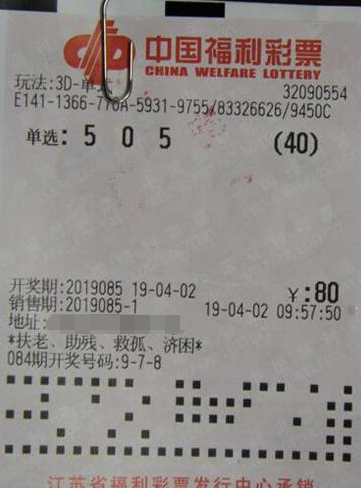 中国福利彩票
CHINA WELFARE LOTTERY
玩法:3D-单
32090554
E141-1366-776A-5931-9755/83326626/9450C
单选: 5 0 5 (40)
开奖期:2019085 19-04-02 ￥:80
销售期:2019085-1 19-04-02 09:57:50
地址:
*扶老、助残、救孤、济困*
084期开奖号码:9-7-8
江苏省福利彩票发行中心承销